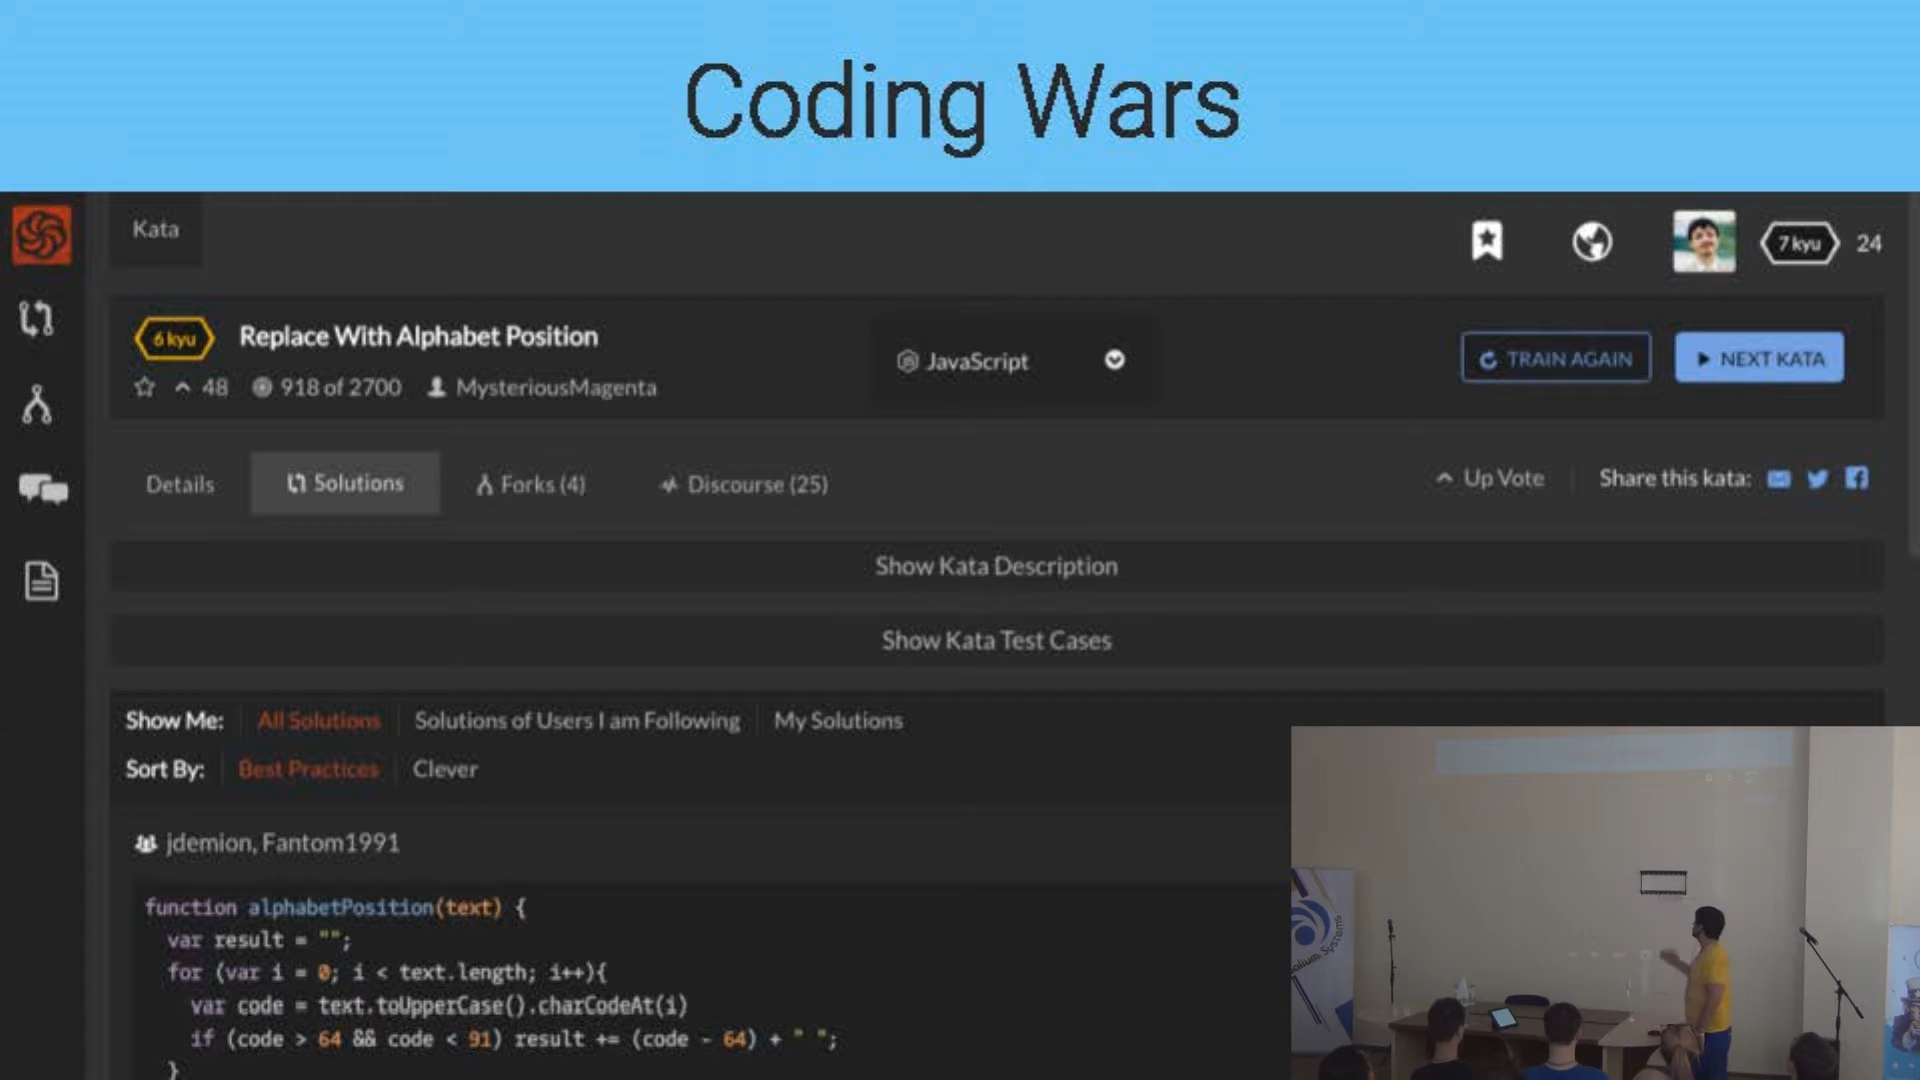 Coding Wars
Kata
7 kyu 24
6 kyu Replace With Alphabet Position
48 918 of 2700 MysteriousMagenta
JavaScript
TRAIN AGAIN NEXT KATA
Details Solutions Forks (4) Discourse (25)
Up Vote Share this kata:
Show Kata Description
Show Kata Test Cases
Show Me: All Solutions Solutions of Users I am Following My Solutions
Sort By: Best Practices Clever
jdemion, Fantom1991
function alphabetPosition(text) {
var result = "";
for (var i = 0; i < text.length; i++){
var code = text.toUpperCase().charCodeAt(i)
if (code > 64 && code < 91) result += (code - 64) + " ";
}
Systems